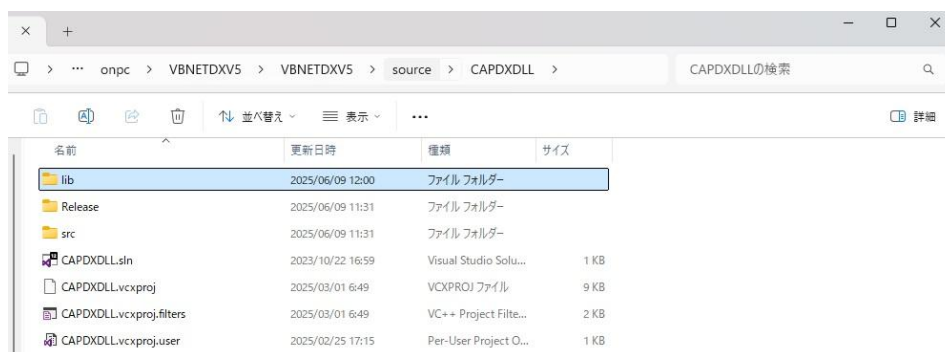 onpc > VBNETDXV5 > VBNETDXV5 > source > CAPDXDLL >
CAPDXDLLの検索
並べ替え 表示 ...
詳細
名前 更新日時 種類 サイズ
lib 2025/06/09 12:00 ファイル フォルダー
Release 2025/06/09 11:31 ファイル フォルダー
src 2025/06/09 11:31 ファイル フォルダー
CAPDXDLL.sln 2023/10/22 16:59 Visual Studio Solu... 1 KB
CAPDXDLL.vcxproj 2025/03/01 6:49 VCXPROJ ファイル 9 KB
CAPDXDLL.vcxproj.filters 2025/03/01 6:49 VC++ Project Filte... 2 KB
CAPDXDLL.vcxproj.user 2025/02/25 17:15 Per-User Project O... 1 KB